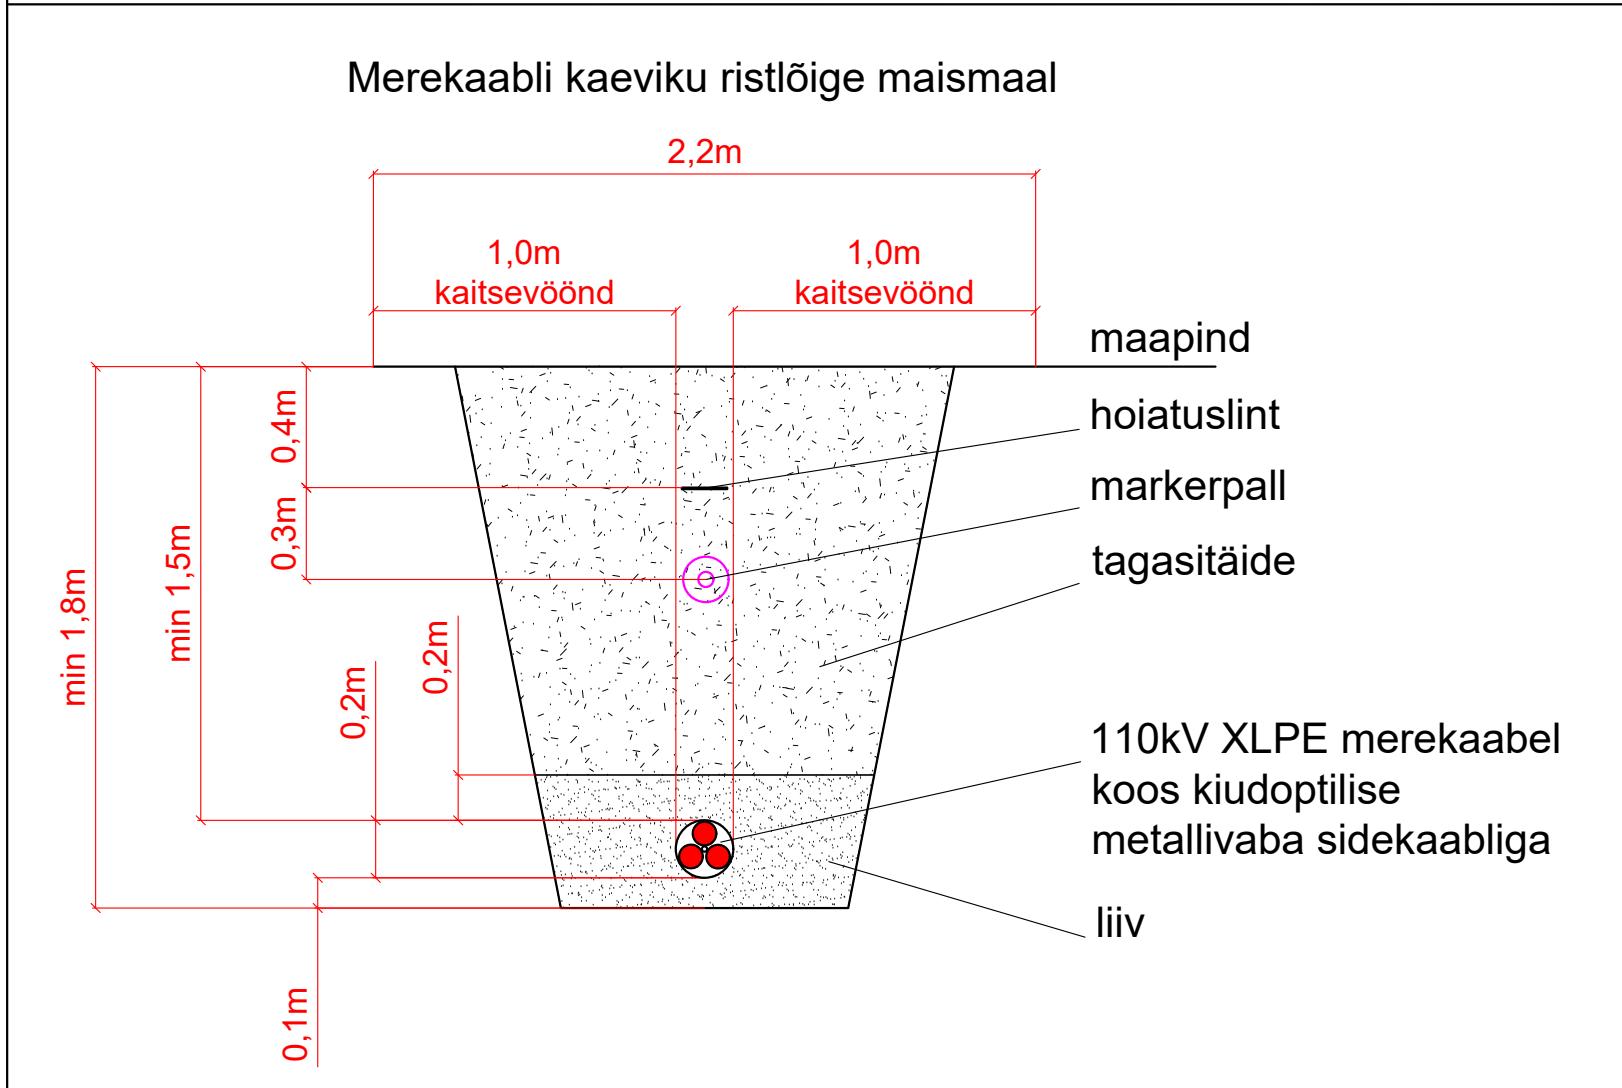 Merekaabli kaeviku ristlõige maismaal
2,2m
1,0m
kaitsevöönd
1,0m
kaitsevöönd
maapind
hoiatuslint
markerpall
tagasitäide
110kV XLPE merekaabel
koos kiudoptilise
metallivaba sidekaabliga
liiv
0,4m
0,3m
min 1,5m
min 1,8m
0,2m
0,2m
0,1m